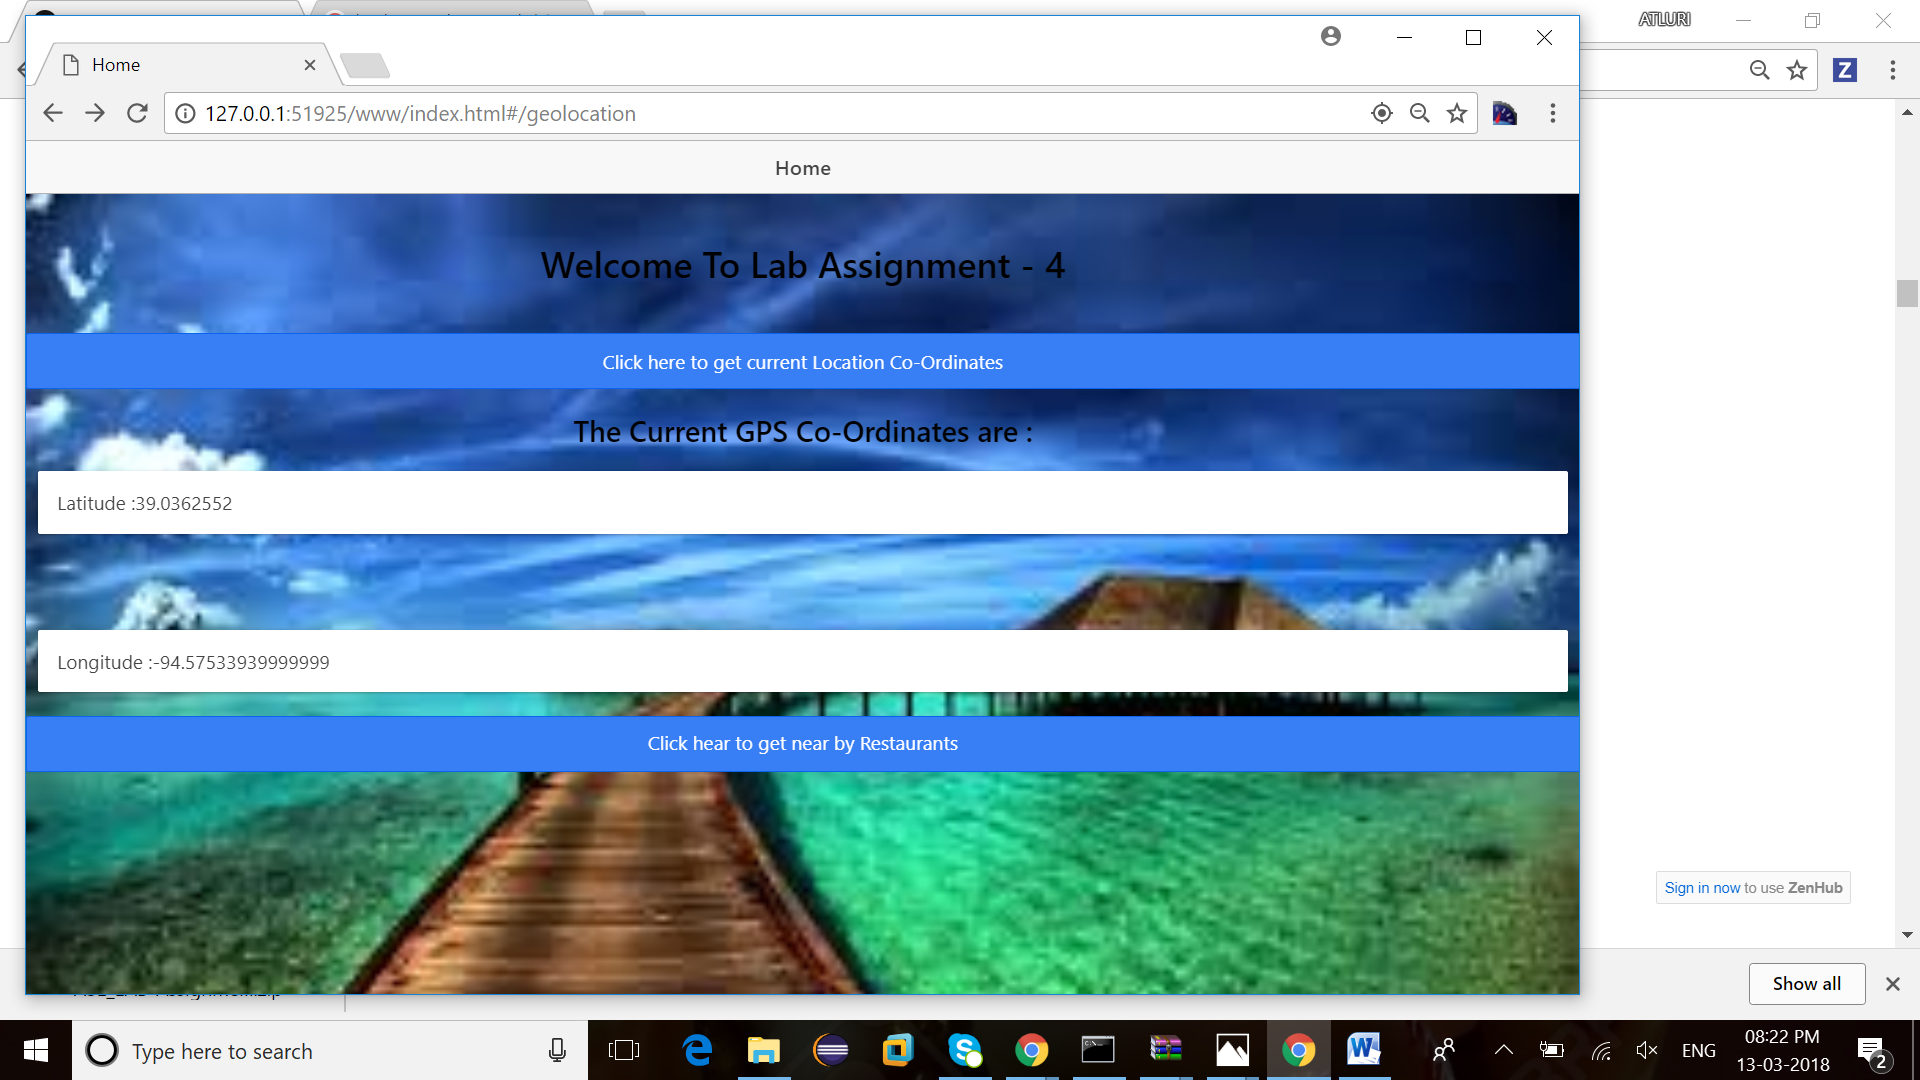 ATLURI
Home
127.0.0.1:51925/www/index.html#/geolocation
Z
Home
Welcome To Lab Assignment - 4
Click here to get current Location Co-Ordinates
The Current GPS Co-Ordinates are :
Latitude :39.0362552
Longitude :-94.57533939999999
Click hear to get near by Restaurants
Sign in now to use ZenHub
Show all
Type here to search
ENG
08:22 PM
13-03-2018
2